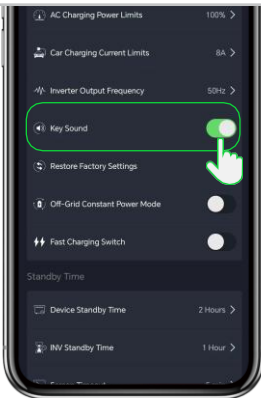 AC Charging Power Limits 100% >
Car Charging Current Limits 8A >
Inverter Output Frequency 50Hz >
Key Sound
Restore Factory Settings
Off-Grid Constant Power Mode
Fast Charging Switch
Standby Time
Device Standby Time 2 Hours >
INV Standby Time 1 Hour >